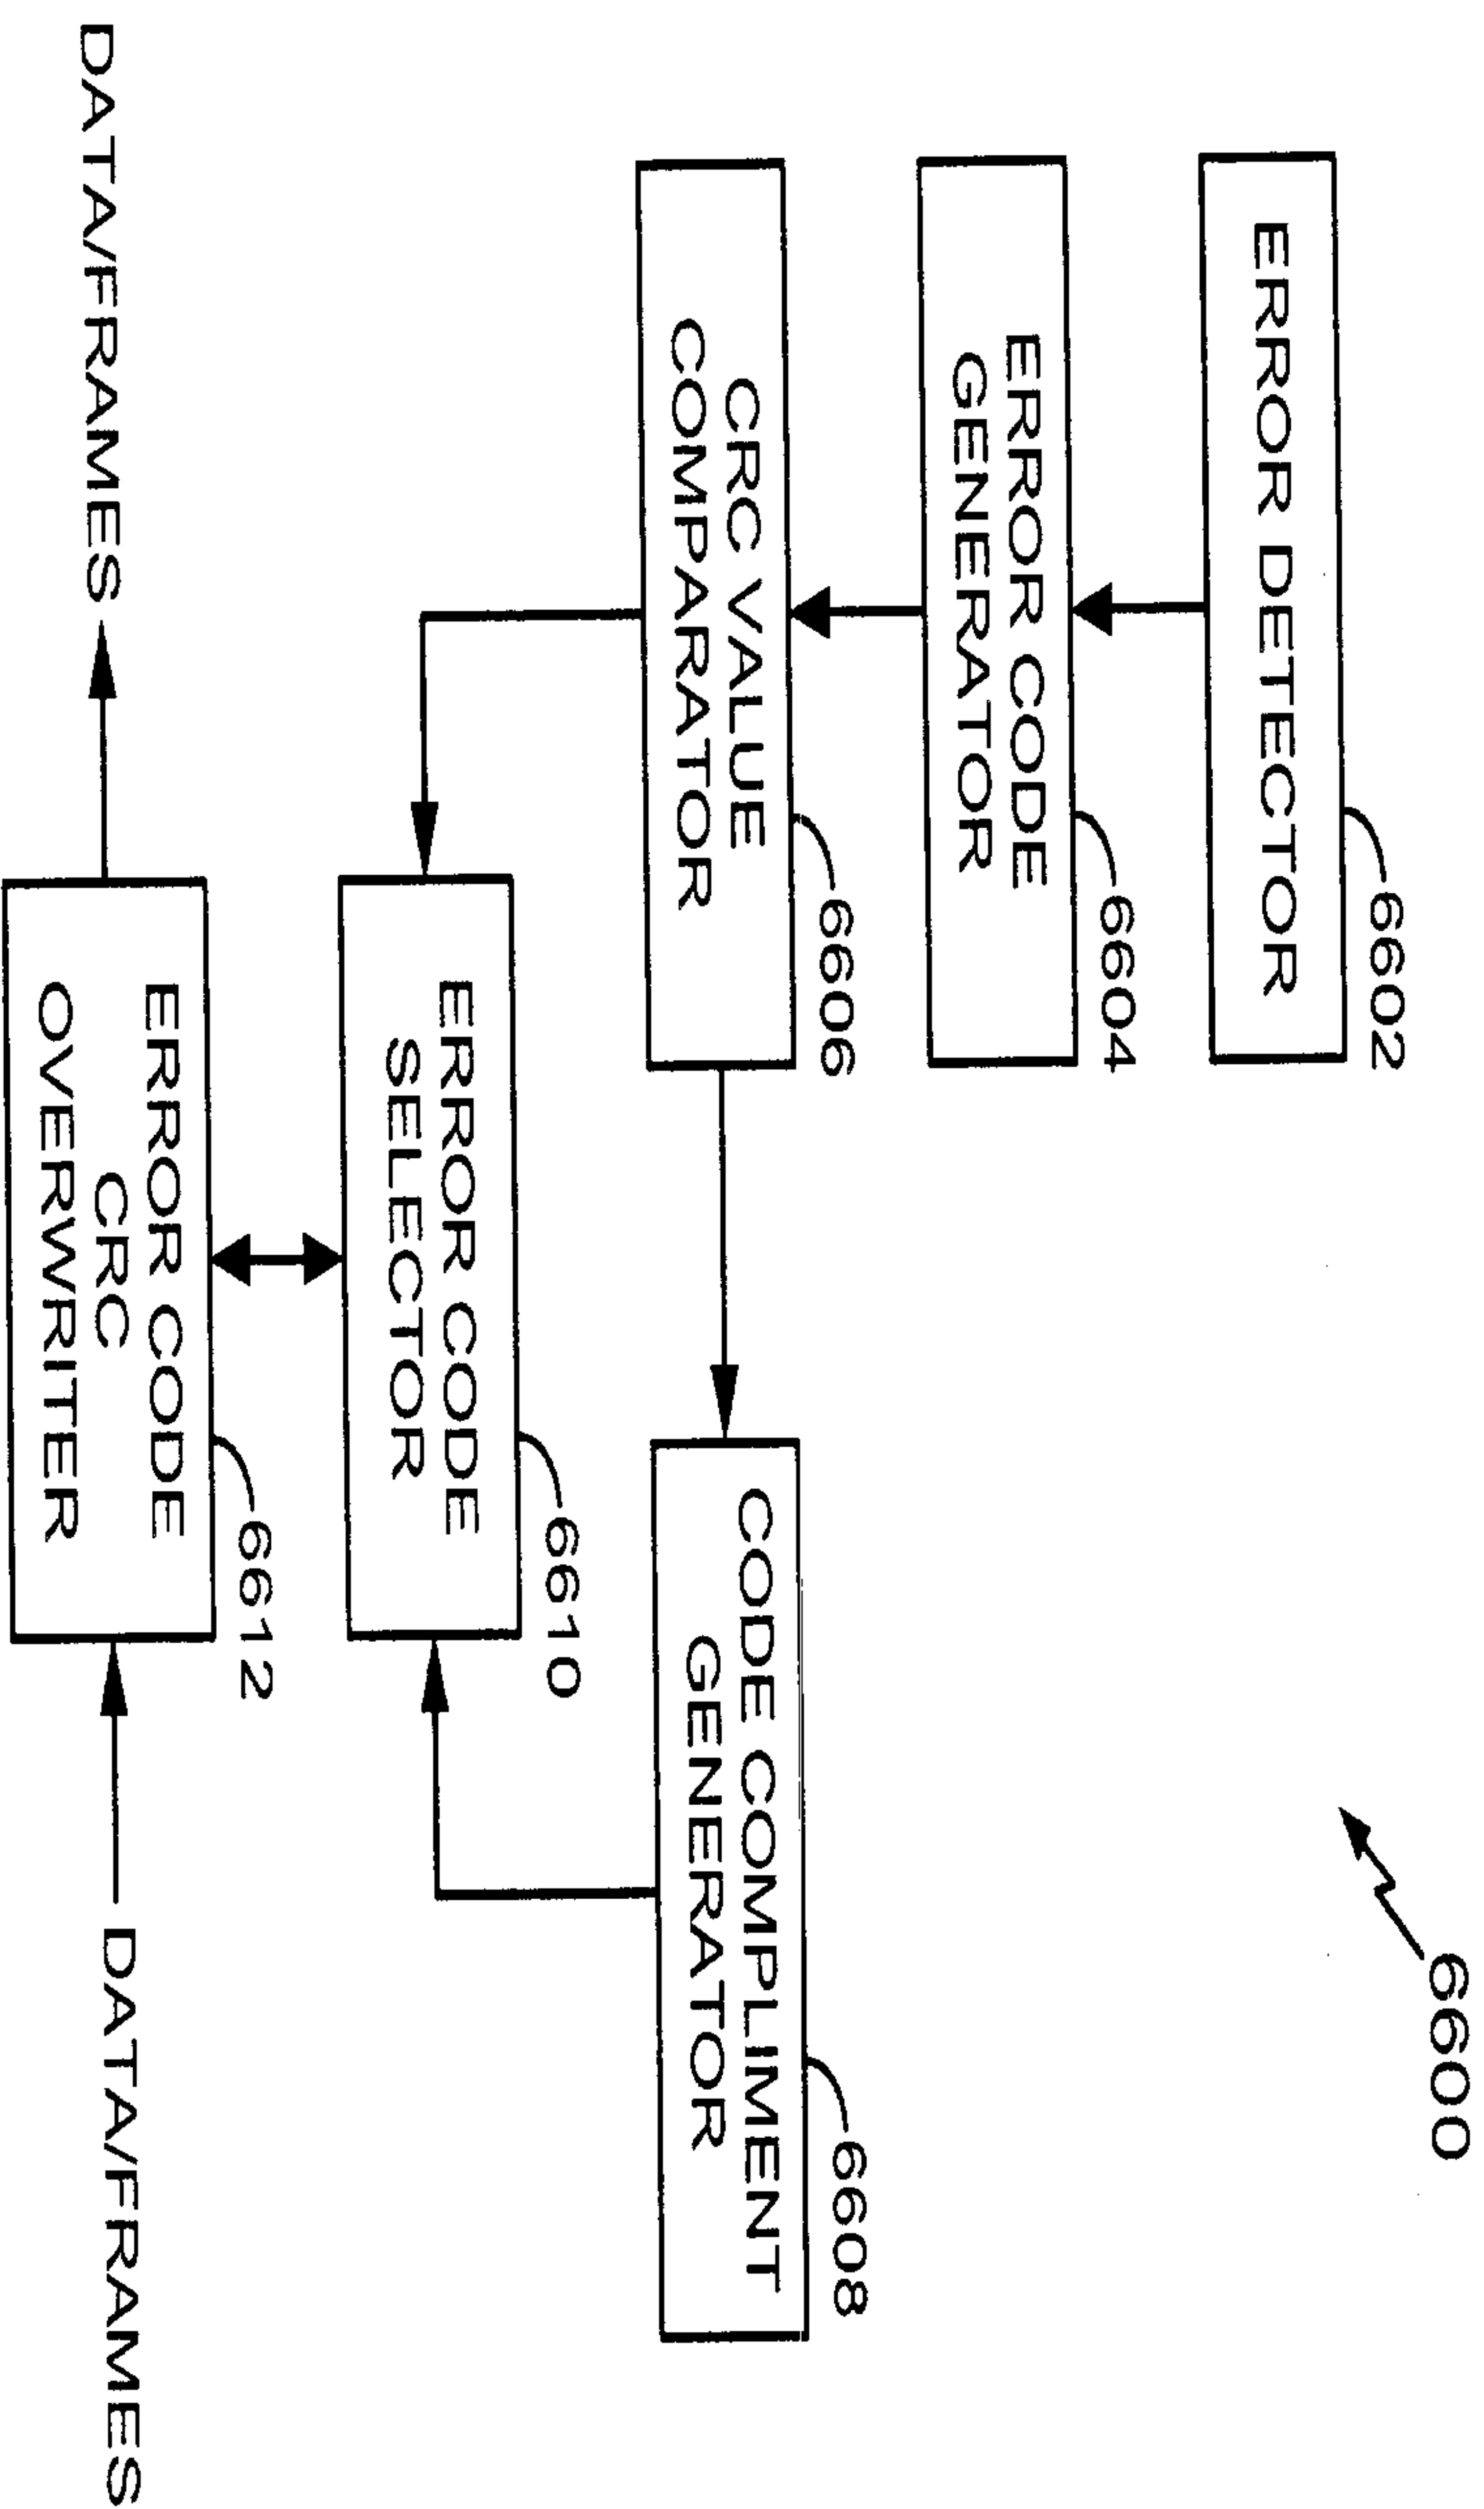 6600
6602
ERROR DETECTOR
6604
ERROR CODE
GENERATOR
6606
CRC VALUE
COMPARATOR
6608
CODE COMPLIMENT
GENERATOR
6610
ERROR CODE
SELECTOR
6612
ERROR CODE
CRC
OVERWRITER
DATA/FRAMES
DATA/FRAMES